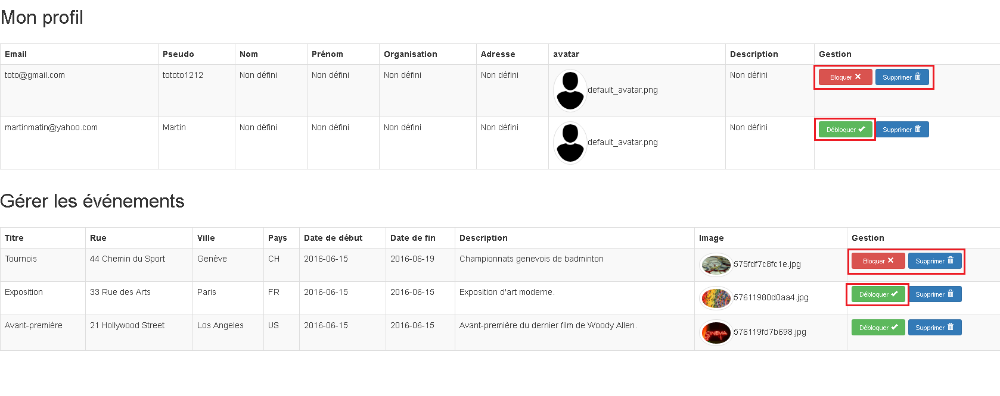 Mon profil
Email Pseudo Nom Prénom Organisation Adresse avatar Description Gestion
toto@gmail.com tototo1212 Non défini Non défini Non défini Non défini default_avatar.png Non défini Bloquer Supprimer
martinmatin@yahoo.com Martin Non défini Non défini Non défini Non défini default_avatar.png Non défini Débloquer Supprimer
Gérer les événements
Titre Rue Ville Pays Date de début Date de fin Description Image Gestion
Tournois 44 Chemin du Sport Genève CH 2016-06-15 2016-06-19 Championnats genevois de badminton 575fdf7c8fc1e.jpg Bloquer Supprimer
Exposition 33 Rue des Arts Paris FR 2016-06-15 2016-06-15 Exposition d'art moderne. 57611980d0aa4.jpg Débloquer Supprimer
Avant-première 21 Hollywood Street Los Angeles US 2016-06-15 2016-06-15 Avant-première du dernier film de Woody Allen. CINEMA 576119fd7b698.jpg Débloquer Supprimer